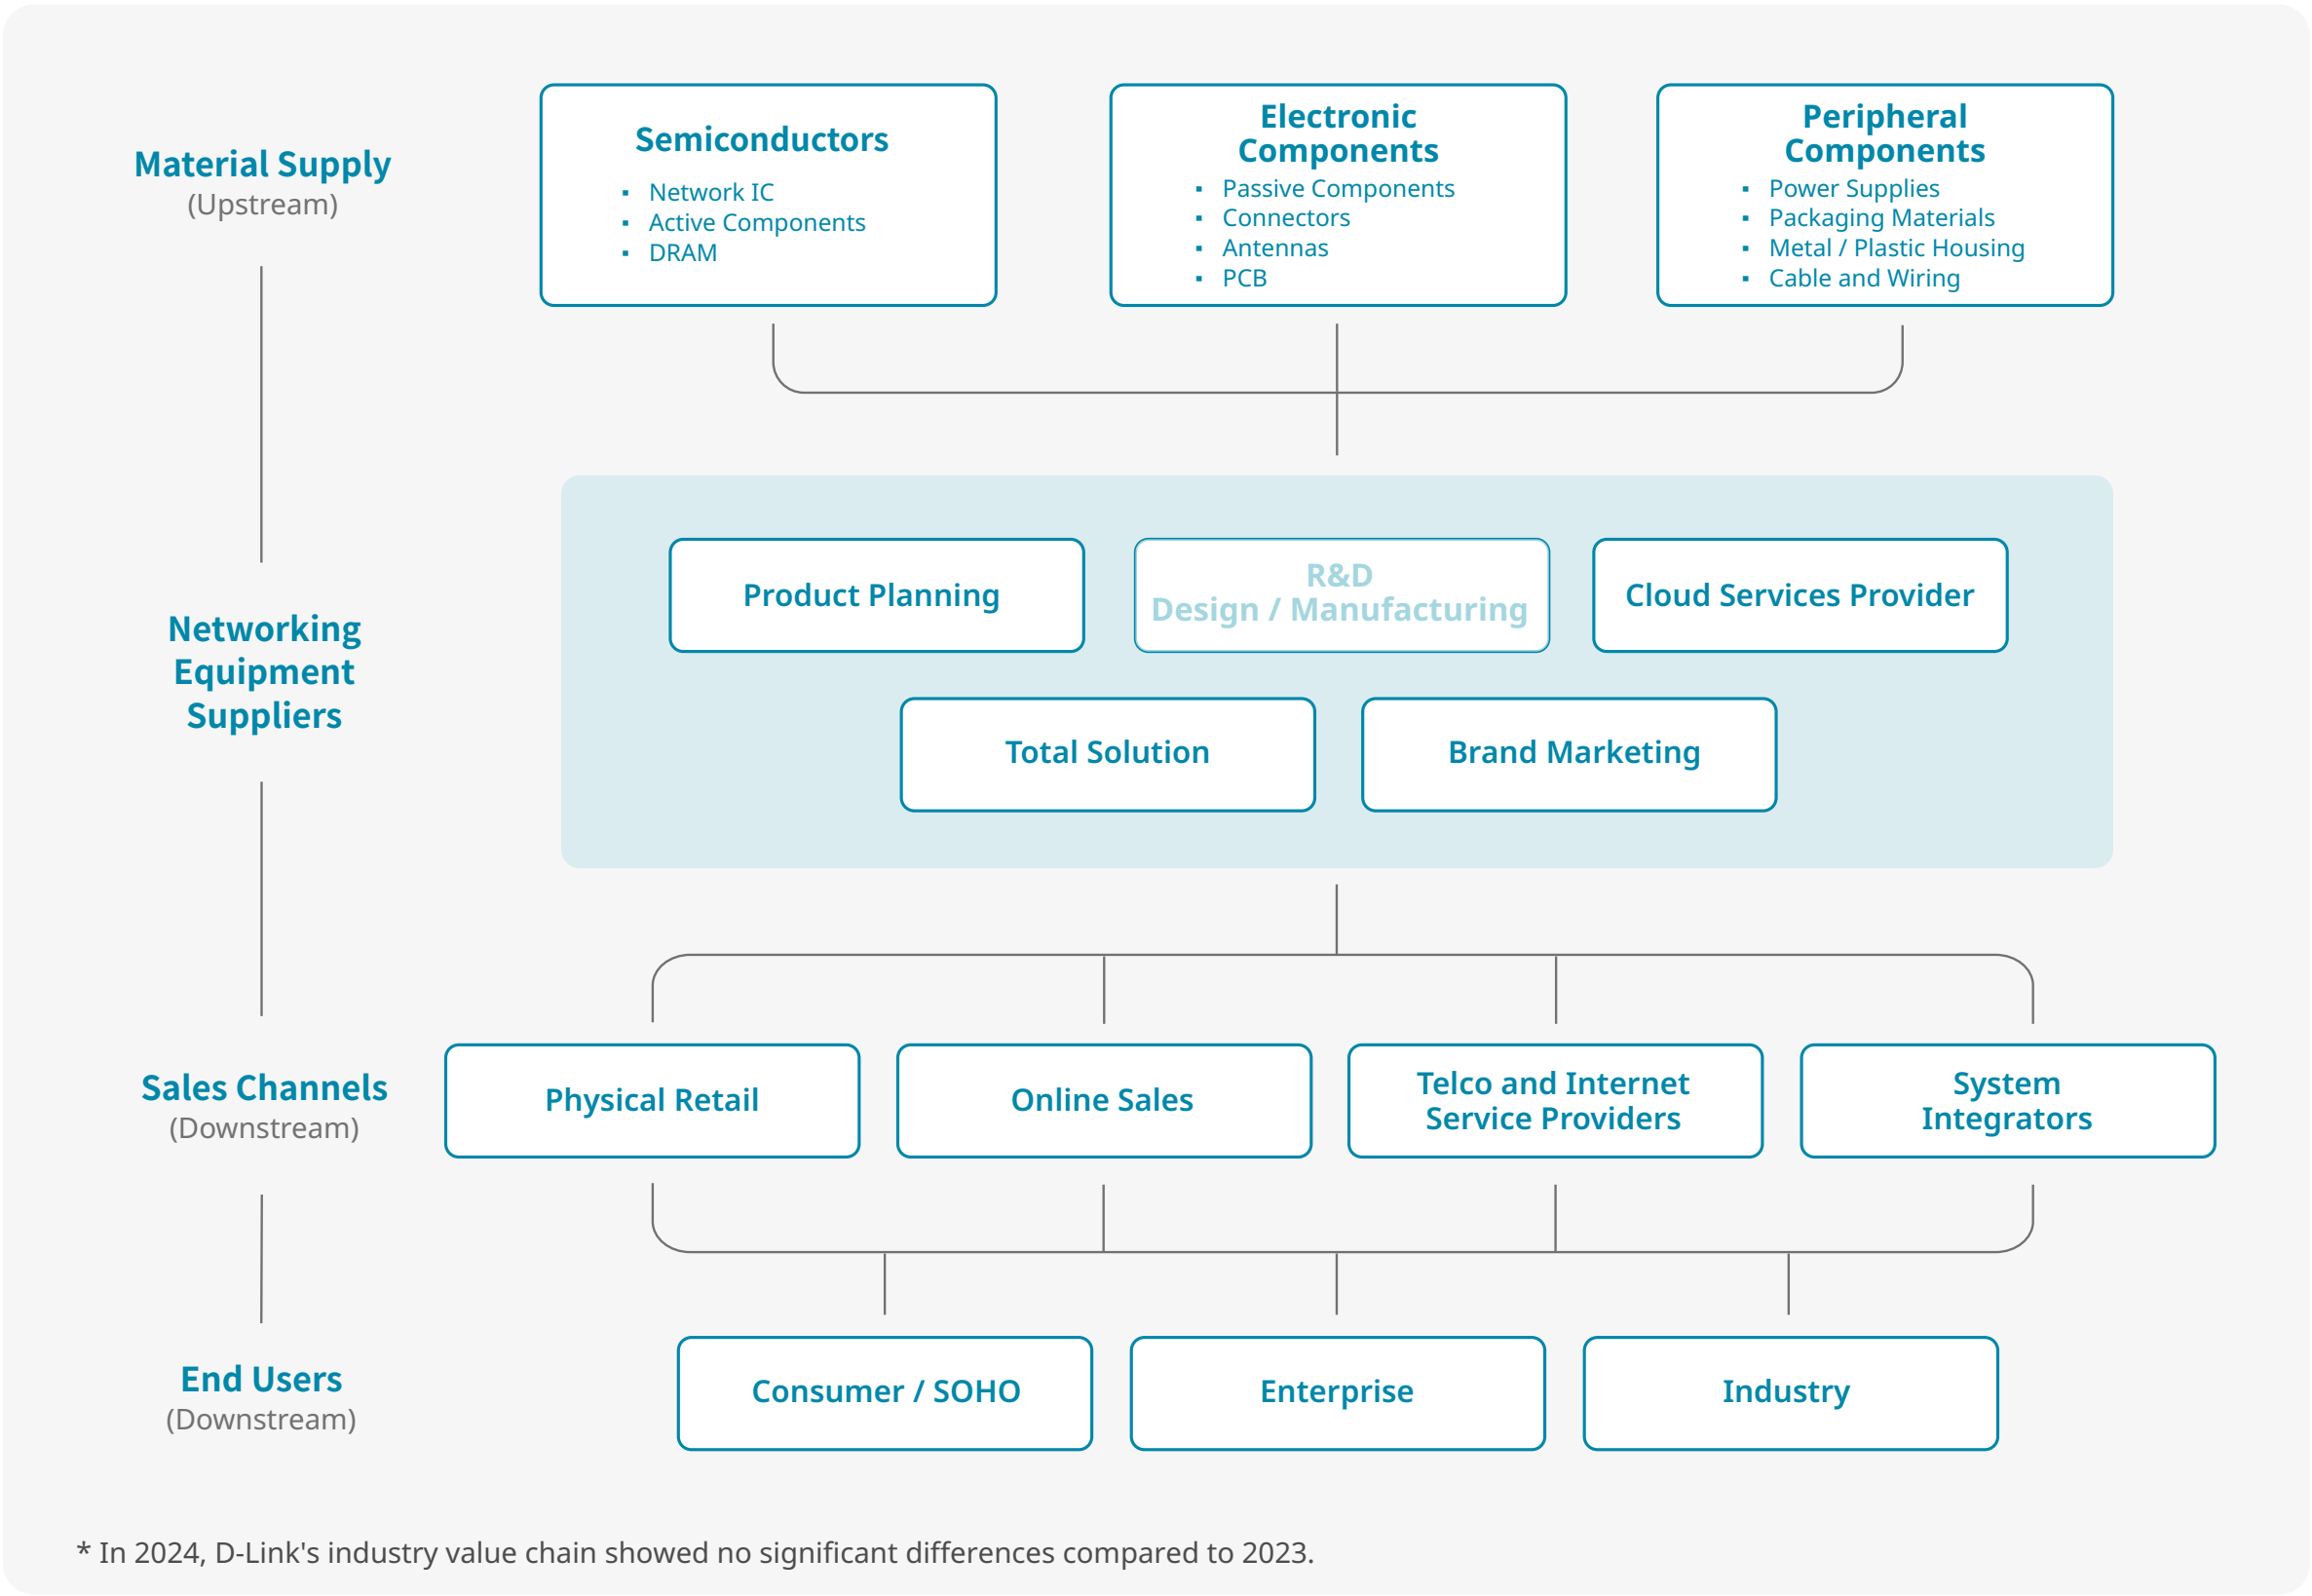 Material Supply
(Upstream)
Semiconductors
▪ Network IC
▪ Active Components
▪ DRAM
Electronic
Components
▪ Passive Components
▪ Connectors
▪ Antennas
▪ PCB
Peripheral
Components
▪ Power Supplies
▪ Packaging Materials
▪ Metal / Plastic Housing
▪ Cable and Wiring
Networking
Equipment
Suppliers
Product Planning
R&D
Design / Manufacturing
Cloud Services Provider
Total Solution
Brand Marketing
Sales Channels
(Downstream)
Physical Retail
Online Sales
Telco and Internet
Service Providers
System
Integrators
End Users
(Downstream)
Consumer / SOHO
Enterprise
Industry
* In 2024, D-Link's industry value chain showed no significant differences compared to 2023.